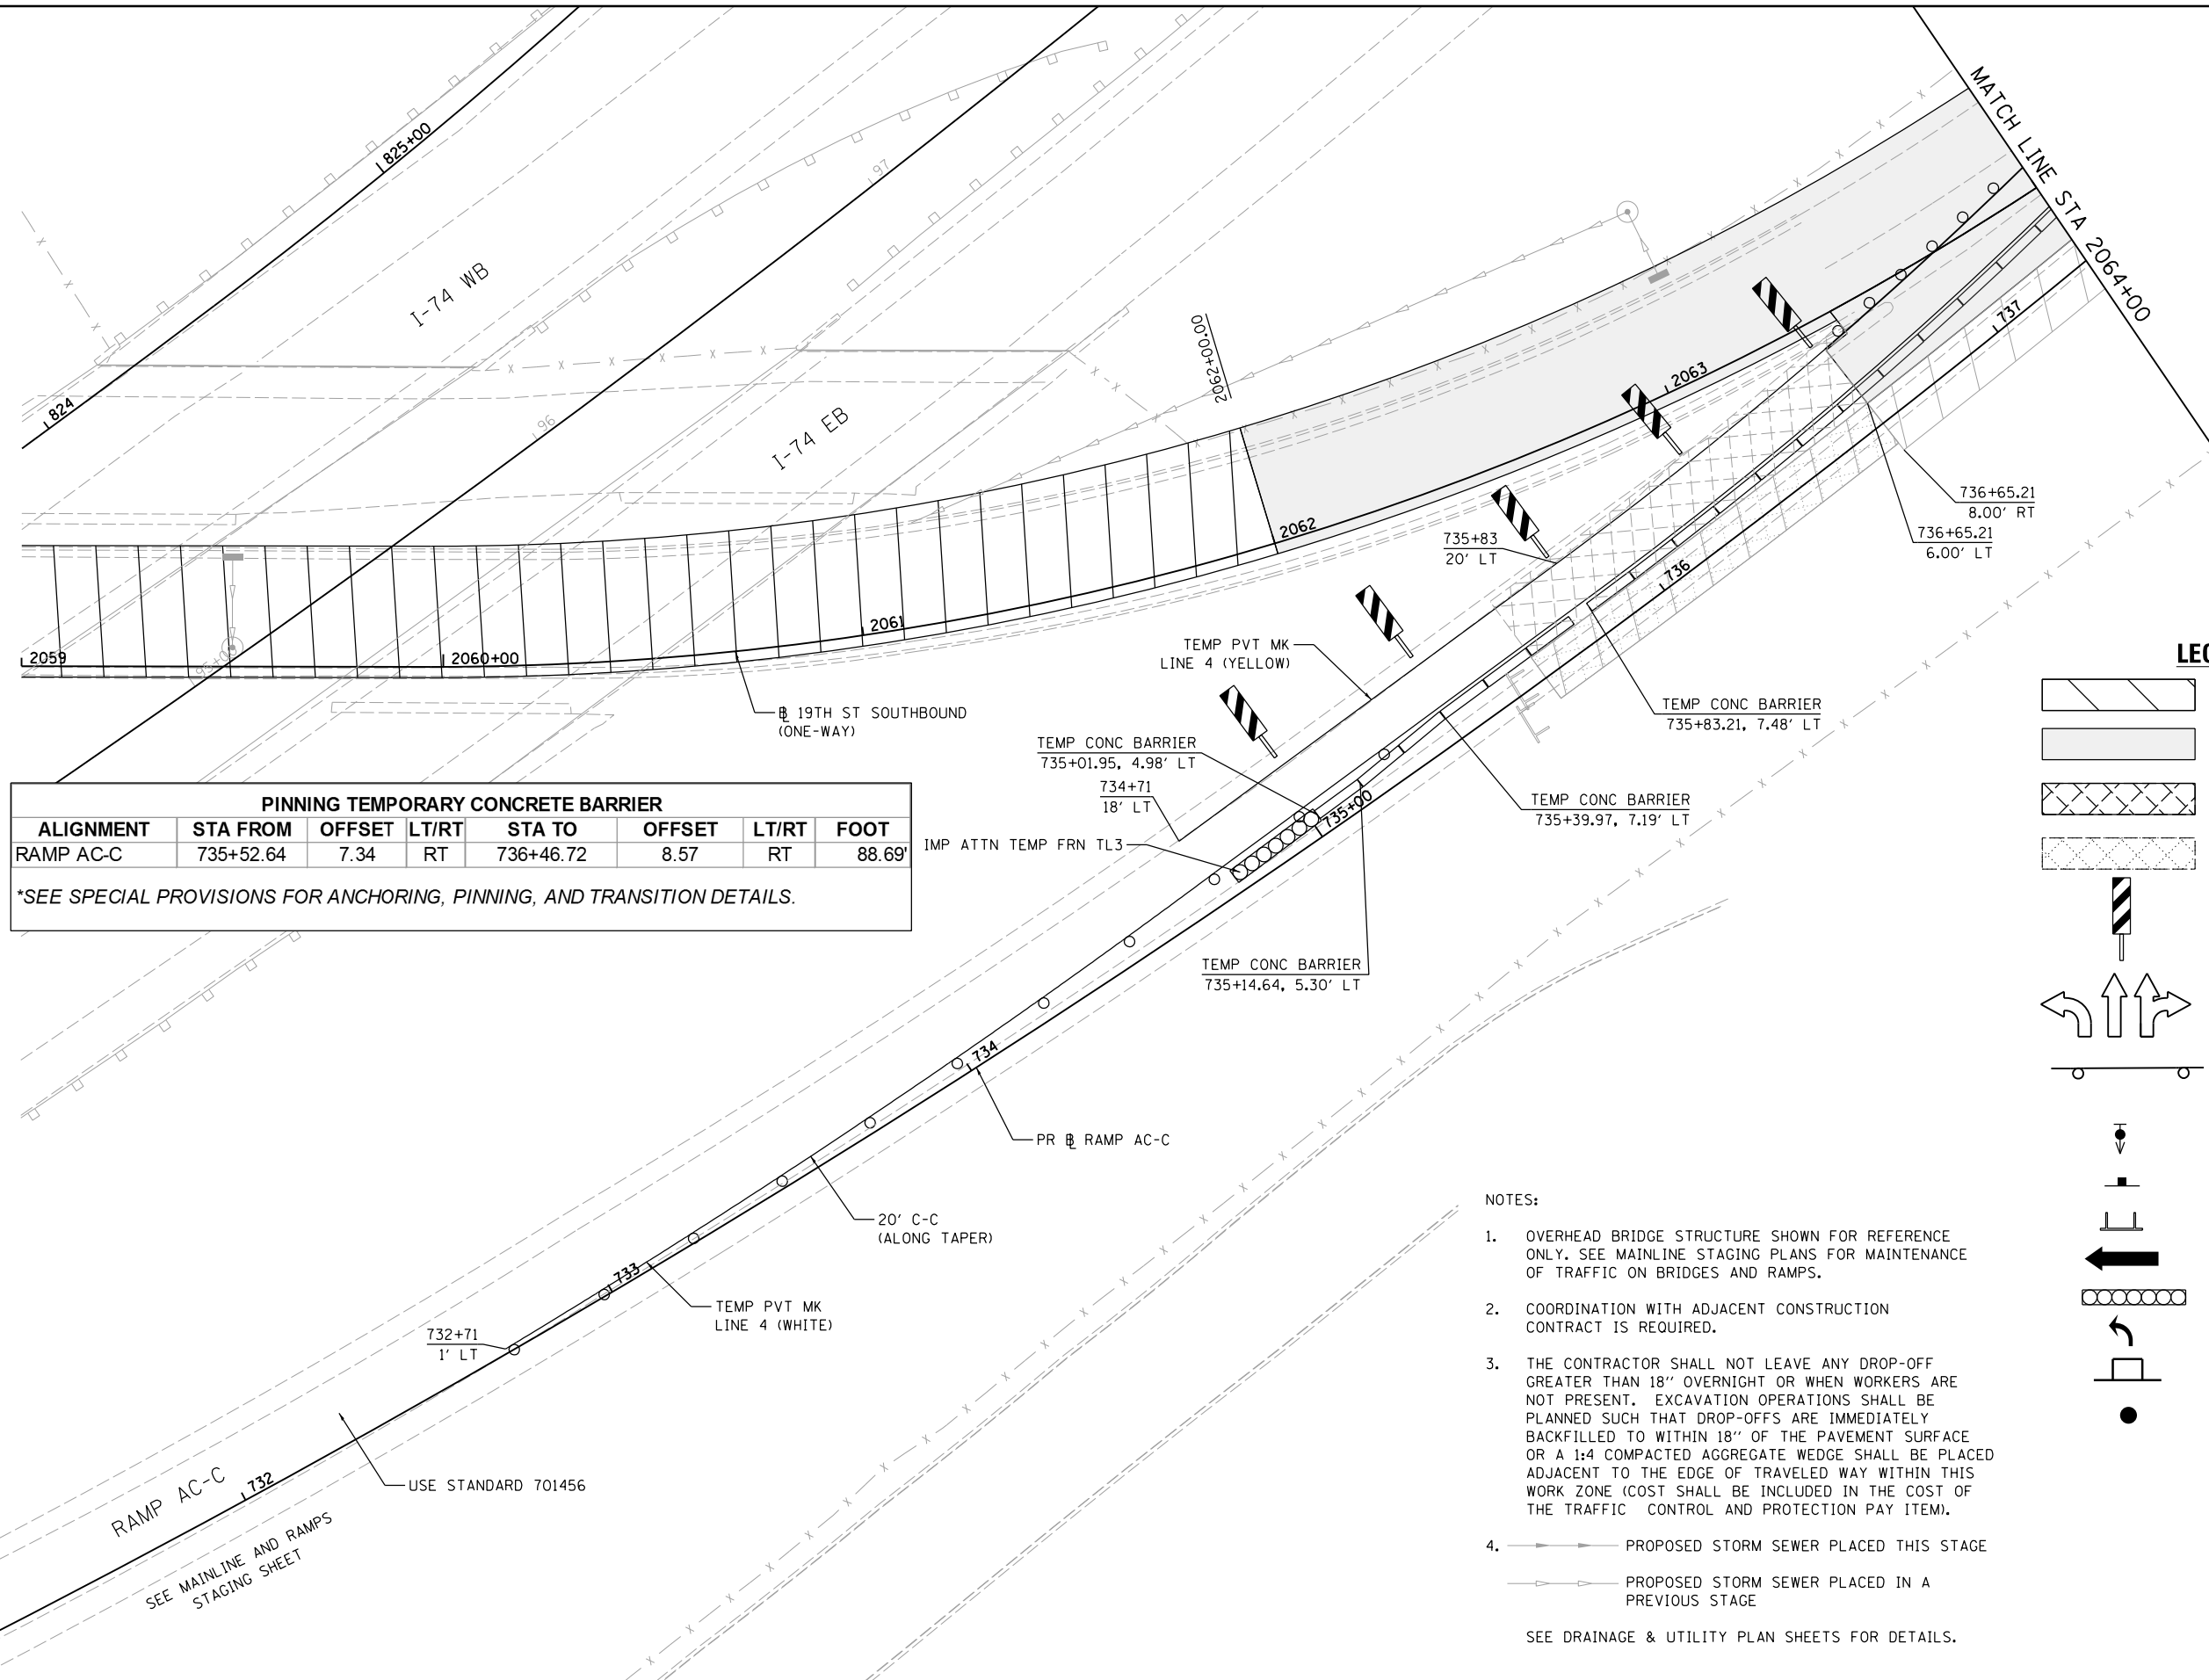 825+00
I-74 WB
97
824
96
I-74 EB
95+00
2059
2060+00
2061
2062
2062+00.00
2063
MATCH LINE STA 2064+00
737
736+65.21
8.00' RT
736+65.21
6.00' LT
735+83
20' LT
736
TEMP PVT MK
LINE 4 (YELLOW)
TEMP CONC BARRIER
735+83.21, 7.48' LT
℄ 19TH ST SOUTHBOUND
(ONE-WAY)
TEMP CONC BARRIER
735+01.95, 4.98' LT
734+71
18' LT
735+00
TEMP CONC BARRIER
735+39.97, 7.19' LT
IMP ATTN TEMP FRN TL3
TEMP CONC BARRIER
735+14.64, 5.30' LT
PINNING TEMPORARY CONCRETE BARRIER
ALIGNMENT STA FROM OFFSET LT/RT STA TO OFFSET LT/RT FOOT
RAMP AC-C 735+52.64 7.34 RT 736+46.72 8.57 RT 88.69'
*SEE SPECIAL PROVISIONS FOR ANCHORING, PINNING, AND TRANSITION DETAILS.
734
PR ℄ RAMP AC-C
20' C-C
(ALONG TAPER)
733
TEMP PVT MK
LINE 4 (WHITE)
732+71
1' LT
732
USE STANDARD 701456
RAMP AC-C
SEE MAINLINE AND RAMPS
STAGING SHEET
NOTES:
1. OVERHEAD BRIDGE STRUCTURE SHOWN FOR REFERENCE
ONLY. SEE MAINLINE STAGING PLANS FOR MAINTENANCE
OF TRAFFIC ON BRIDGES AND RAMPS.
2. COORDINATION WITH ADJACENT CONSTRUCTION
CONTRACT IS REQUIRED.
3. THE CONTRACTOR SHALL NOT LEAVE ANY DROP-OFF
GREATER THAN 18'' OVERNIGHT OR WHEN WORKERS ARE
NOT PRESENT. EXCAVATION OPERATIONS SHALL BE
PLANNED SUCH THAT DROP-OFFS ARE IMMEDIATELY
BACKFILLED TO WITHIN 18'' OF THE PAVEMENT SURFACE
OR A 1:4 COMPACTED AGGREGATE WEDGE SHALL BE PLACED
ADJACENT TO THE EDGE OF TRAVELED WAY WITHIN THIS
WORK ZONE (COST SHALL BE INCLUDED IN THE COST OF
THE TRAFFIC CONTROL AND PROTECTION PAY ITEM).
4. PROPOSED STORM SEWER PLACED THIS STAGE
PROPOSED STORM SEWER PLACED IN A
PREVIOUS STAGE
SEE DRAINAGE & UTILITY PLAN SHEETS FOR DETAILS.